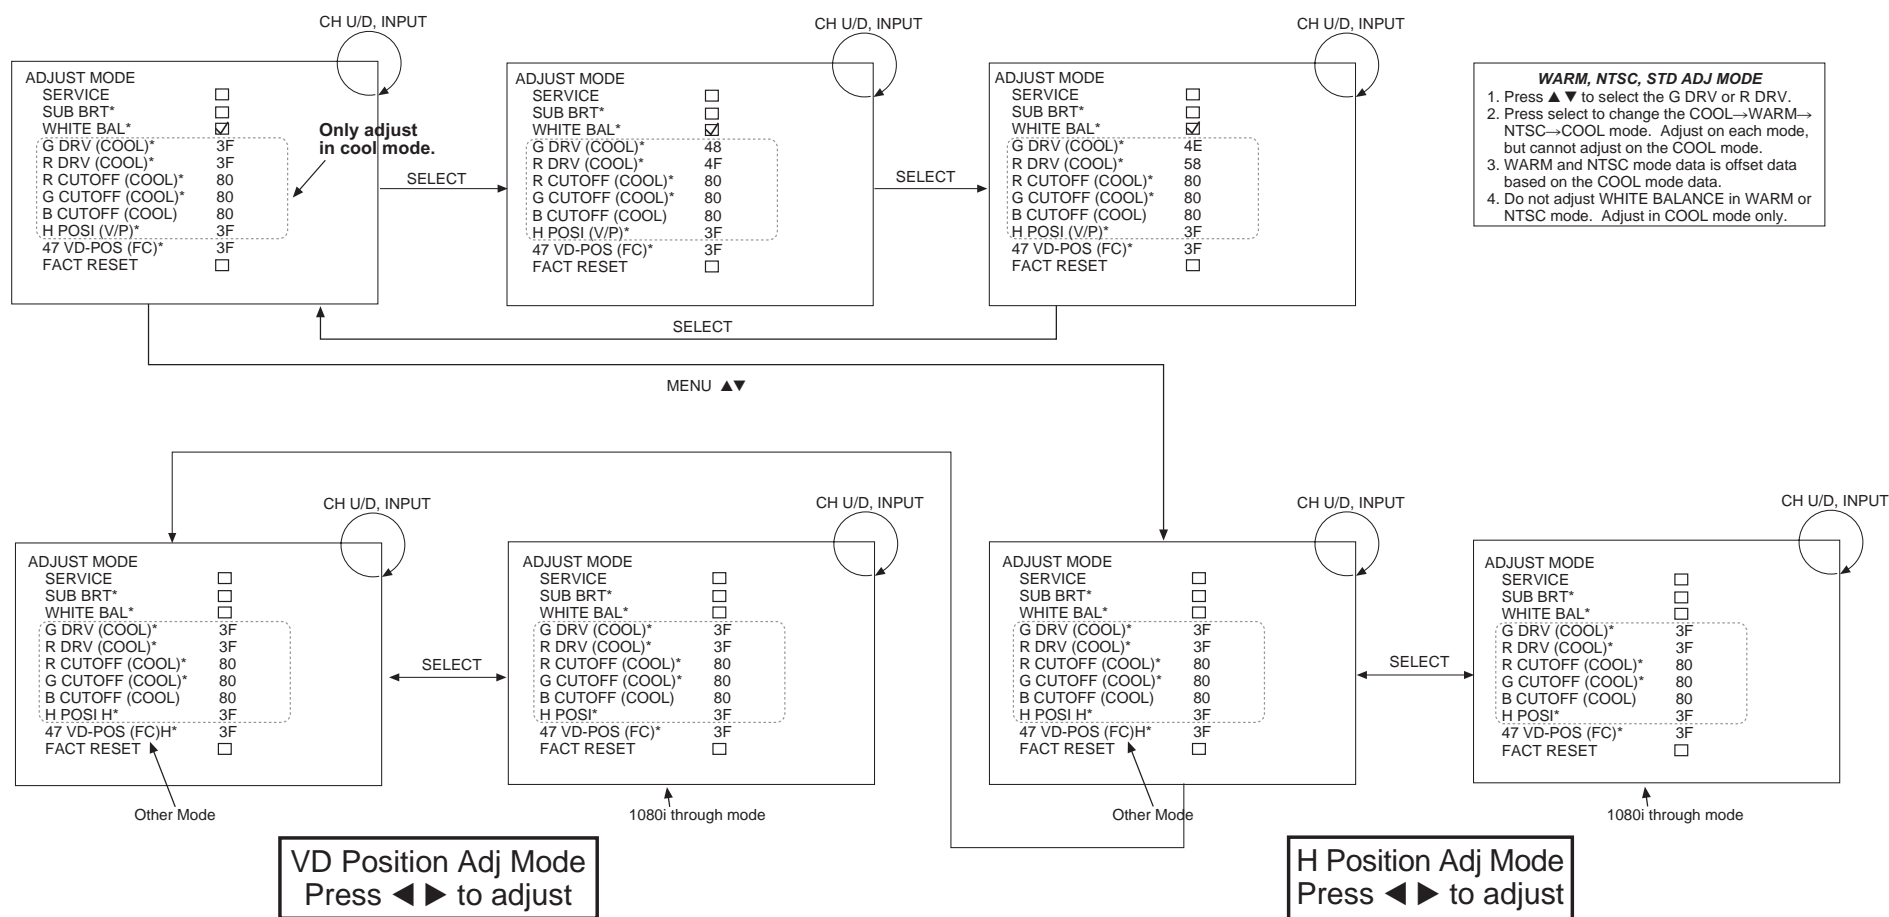 CH U/D, INPUT
ADJUST MODE
SERVICE
SUB BRT*
WHITE BAL*
G DRV (COOL)* 3F
R DRV (COOL)* 3F
R CUTOFF (COOL)* 80
G CUTOFF (COOL)* 80
B CUTOFF (COOL) 80
H POSI (V/P)* 3F
47 VD-POS (FC)* 3F
FACT RESET
Only adjust
in cool mode.
SELECT
CH U/D, INPUT
ADJUST MODE
SERVICE
SUB BRT*
WHITE BAL*
G DRV (COOL)* 48
R DRV (COOL)* 4F
R CUTOFF (COOL)* 80
G CUTOFF (COOL)* 80
B CUTOFF (COOL) 80
H POSI (V/P)* 3F
47 VD-POS (FC)* 3F
FACT RESET
SELECT
CH U/D, INPUT
ADJUST MODE
SERVICE
SUB BRT*
WHITE BAL*
G DRV (COOL)* 4E
R DRV (COOL)* 58
R CUTOFF (COOL)* 80
G CUTOFF (COOL)* 80
B CUTOFF (COOL) 80
H POSI (V/P)* 3F
47 VD-POS (FC)* 3F
FACT RESET
WARM, NTSC, STD ADJ MODE
1. Press ▲ ▼ to select the G DRV or R DRV.
2. Press select to change the COOL→WARM→
NTSC→COOL mode. Adjust on each mode,
but cannot adjust on the COOL mode.
3. WARM and NTSC mode data is offset data
based on the COOL mode data.
4. Do not adjust WHITE BALANCE in WARM or
NTSC mode. Adjust in COOL mode only.
SELECT
MENU ▲▼
CH U/D, INPUT
ADJUST MODE
SERVICE
SUB BRT*
WHITE BAL*
G DRV (COOL)* 3F
R DRV (COOL)* 3F
R CUTOFF (COOL)* 80
G CUTOFF (COOL)* 80
B CUTOFF (COOL) 80
H POSI H* 3F
47 VD-POS (FC)H* 3F
FACT RESET
Other Mode
SELECT
CH U/D, INPUT
ADJUST MODE
SERVICE
SUB BRT*
WHITE BAL*
G DRV (COOL)* 3F
R DRV (COOL)* 3F
R CUTOFF (COOL)* 80
G CUTOFF (COOL)* 80
B CUTOFF (COOL) 80
H POSI* 3F
47 VD-POS (FC)* 3F
FACT RESET
1080i through mode
CH U/D, INPUT
ADJUST MODE
SERVICE
SUB BRT*
WHITE BAL*
G DRV (COOL)* 3F
R DRV (COOL)* 3F
R CUTOFF (COOL)* 80
G CUTOFF (COOL)* 80
B CUTOFF (COOL) 80
H POSI H* 3F
47 VD-POS (FC)H* 3F
FACT RESET
Other Mode
SELECT
CH U/D, INPUT
ADJUST MODE
SERVICE
SUB BRT*
WHITE BAL*
G DRV (COOL)* 3F
R DRV (COOL)* 3F
R CUTOFF (COOL)* 80
G CUTOFF (COOL)* 80
B CUTOFF (COOL) 80
H POSI* 3F
47 VD-POS (FC)* 3F
FACT RESET
1080i through mode
VD Position Adj Mode
Press ◀ ▶ to adjust
H Position Adj Mode
Press ◀ ▶ to adjust